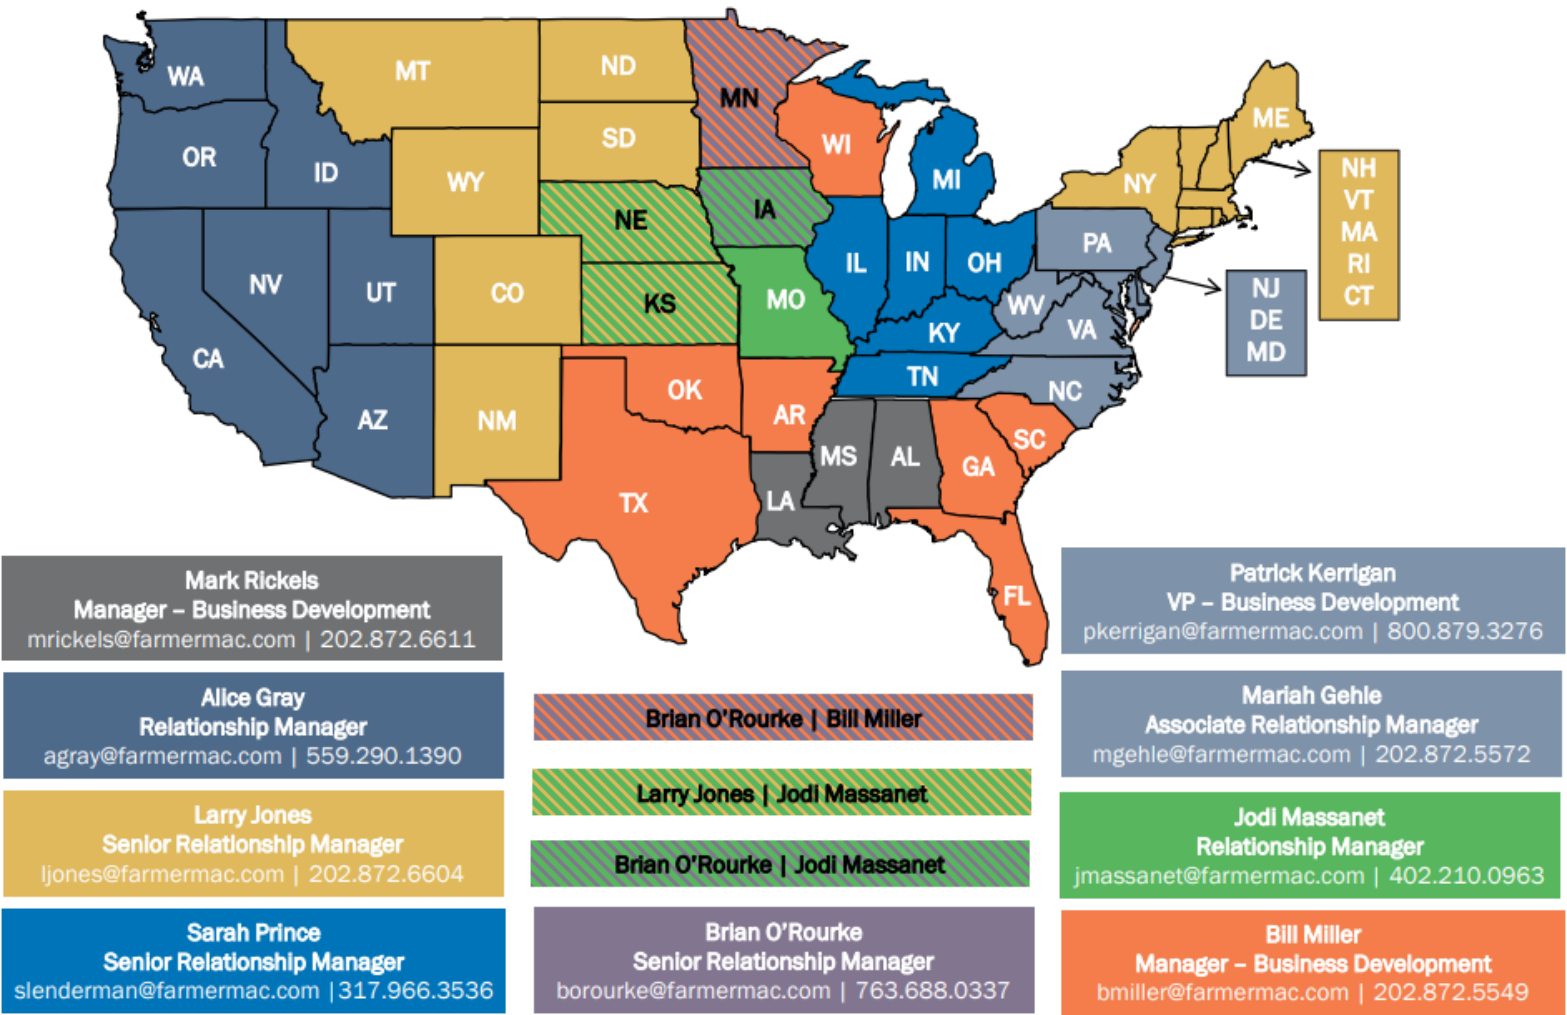 WA
MT
ND
MN
OR
ID
WY
SD
WI
MI
NY
ME
NH
VT
MA
RI
CT
NV
UT
CO
NE
IA
KS
MO
IL
IN
OH
PA
WV
VA
KY
NJ
DE
MD
CA
AZ
NM
OK
AR
TN
NC
TX
LA
MS
AL
GA
SC
FL
Mark Rickels
Manager – Business Development
mrickels@farmermac.com | 202.872.6611
Alice Gray
Relationship Manager
agray@farmermac.com | 559.290.1390
Larry Jones
Senior Relationship Manager
ljones@farmermac.com | 202.872.6604
Sarah Prince
Senior Relationship Manager
slenderman@farmermac.com |317.966.3536
Brian O'Rourke | Bill Miller
Larry Jones | Jodi Massanet
Brian O'Rourke | Jodi Massanet
Brian O'Rourke
Senior Relationship Manager
borourke@farmermac.com | 763.688.0337
Patrick Kerrigan
VP – Business Development
pkerrigan@farmermac.com | 800.879.3276
Mariah Gehle
Associate Relationship Manager
mgehle@farmermac.com | 202.872.5572
Jodi Massanet
Relationship Manager
jmassanet@farmermac.com | 402.210.0963
Bill Miller
Manager – Business Development
bmiller@farmermac.com | 202.872.5549